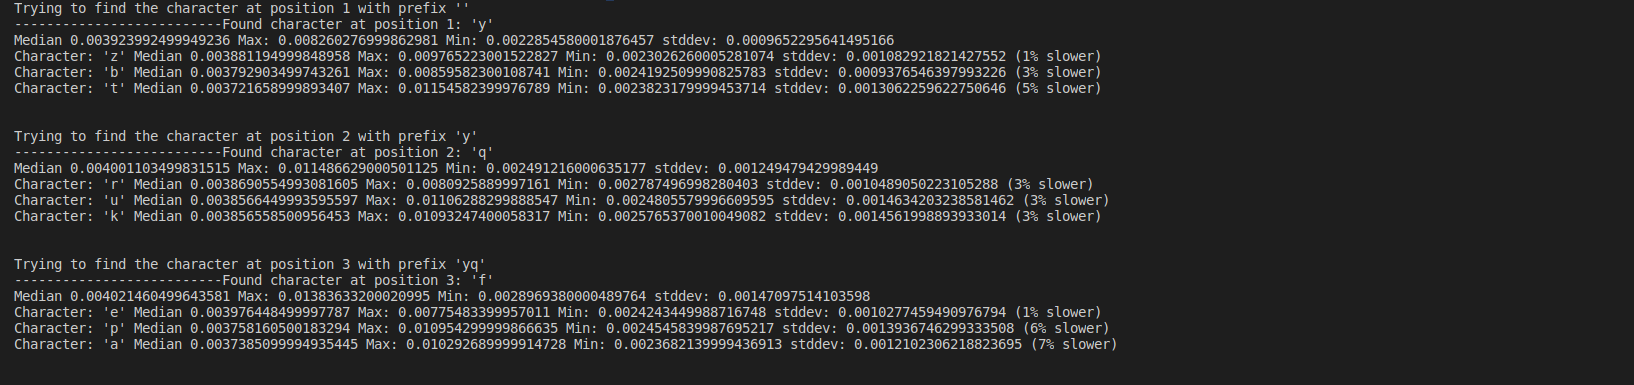 Trying to find the character at position 1 with prefix ''
--------------------------Found character at position 1: 'y'
Median 0.003923992499949236 Max: 0.008260276999862981 Min: 0.0022854580001876457 stddev: 0.0009652295641495166
Character: 'z' Median 0.003881194999848958 Max: 0.009765223001522827 Min: 0.0023026260005281074 stddev: 0.001082921821427552 (1% slower)
Character: 'b' Median 0.003792903499743261 Max: 0.00859582300108741 Min: 0.0024192509990825783 stddev: 0.0009376546397993226 (3% slower)
Character: 't' Median 0.003721658999893407 Max: 0.01154582399976789 Min: 0.0023823179999453714 stddev: 0.0013062259622750646 (5% slower)
Trying to find the character at position 2 with prefix 'y'
--------------------------Found character at position 2: 'q'
Median 0.004001103499831515 Max: 0.011486629000501125 Min: 0.002491216000635177 stddev: 0.001249479429989449
Character: 'r' Median 0.0038690554993081605 Max: 0.0080925889997161 Min: 0.002787496998280403 stddev: 0.0010489050223105288 (3% slower)
Character: 'u' Median 0.0038566449993595597 Max: 0.01106288299888547 Min: 0.0024805579996609595 stddev: 0.0014634203238581462 (3% slower)
Character: 'k' Median 0.003856558500956453 Max: 0.01093247400058317 Min: 0.0025765370010049082 stddev: 0.0014561998893933014 (3% slower)
Trying to find the character at position 3 with prefix 'yq'
--------------------------Found character at position 3: 'f'
Median 0.004021460499643581 Max: 0.01383633200020995 Min: 0.0028969380000489764 stddev: 0.00147097514103598
Character: 'e' Median 0.003976448499997787 Max: 0.00775483399957011 Min: 0.0024243449988716748 stddev: 0.0010277459490976794 (1% slower)
Character: 'p' Median 0.003758160500183294 Max: 0.010954299999866635 Min: 0.0024545839987695217 stddev: 0.0013936746299333508 (6% slower)
Character: 'a' Median 0.0037385099994935445 Max: 0.010292689999914728 Min: 0.0023682139999436913 stddev: 0.0012102306218823695 (7% slower)